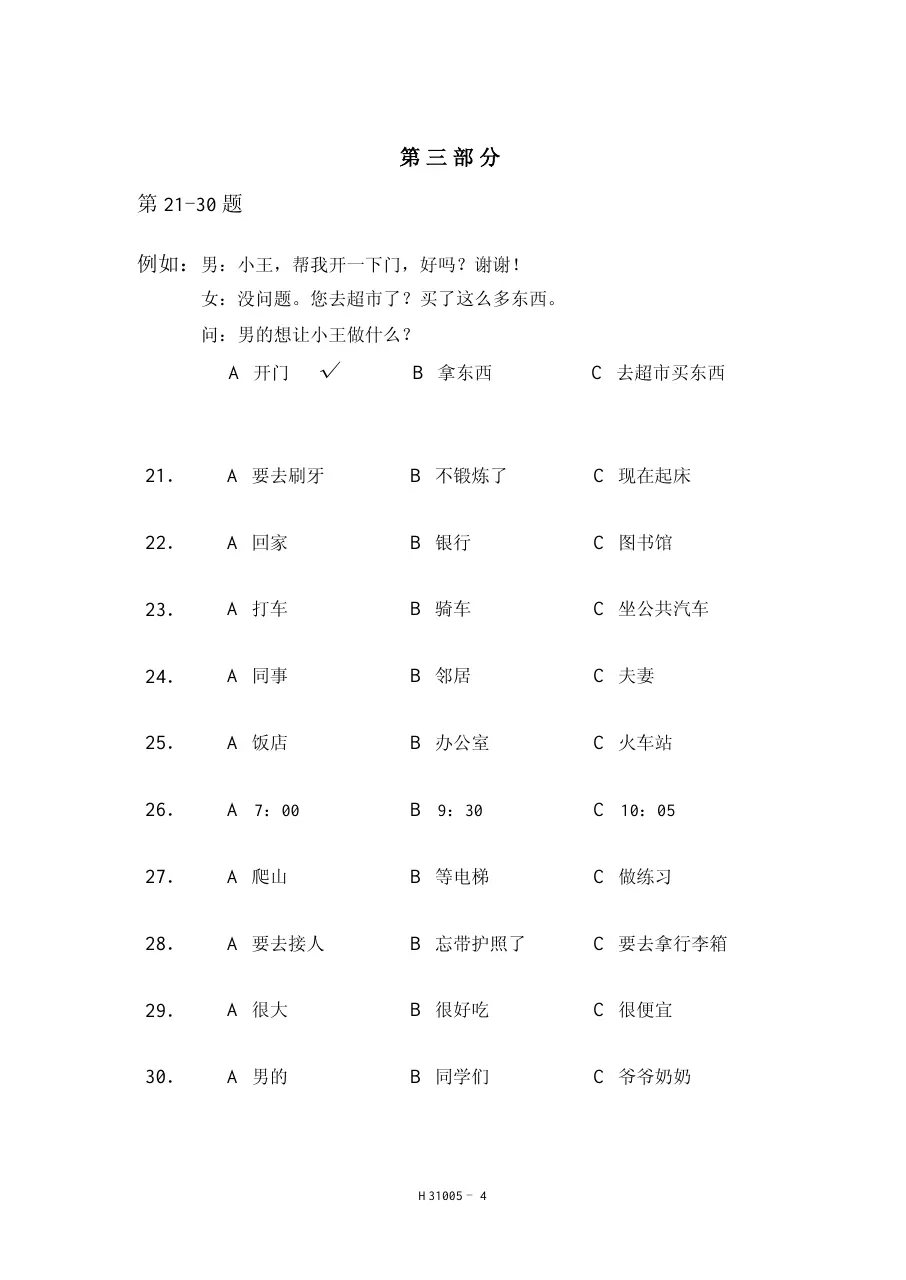 第三部分
第 21-30 题
例如：男：小王，帮我开一下门，好吗？谢谢！
女：没问题。您去超市了？买了这么多东西。
问：男的想让小王做什么？
A 开门 √ B 拿东西 C 去超市买东西
21. A 要去刷牙 B 不锻炼了 C 现在起床
22. A 回家 B 银行 C 图书馆
23. A 打车 B 骑车 C 坐公共汽车
24. A 同事 B 邻居 C 夫妻
25. A 饭店 B 办公室 C 火车站
26. A 7：00 B 9：30 C 10：05
27. A 爬山 B 等电梯 C 做练习
28. A 要去接人 B 忘带护照了 C 要去拿行李箱
29. A 很大 B 很好吃 C 很便宜
30. A 男的 B 同学们 C 爷爷奶奶
H31005－ 4